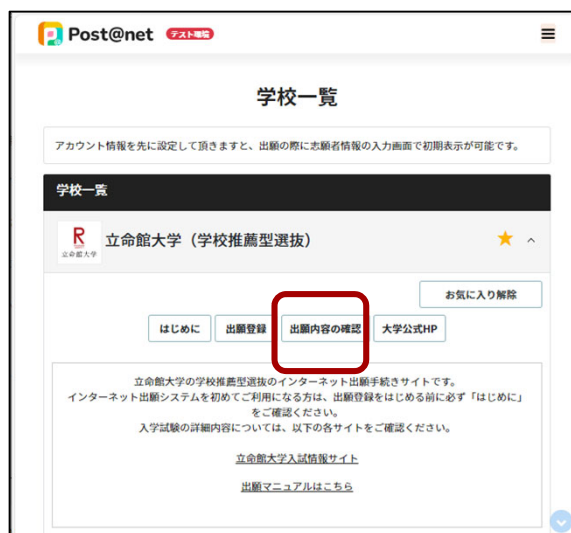 Post@net テスト環境
学校一覧
アカウント情報を先に設定して頂きますと、出願の際に志願者情報の入力画面で初期表示が可能です。
学校一覧
R
立命館大学
立命館大学（学校推薦型選抜）
お気に入り解除
はじめに 出願登録 出願内容の確認 大学公式HP
立命館大学の学校推薦型選抜のインターネット出願手続きサイトです。
インターネット出願システムを初めてご利用になる方は、出願登録をはじめる前に必ず「はじめに」
をご確認ください。
入学試験の詳細内容については、以下の各サイトをご確認ください。
立命館大学入試情報サイト
出願マニュアルはこちら